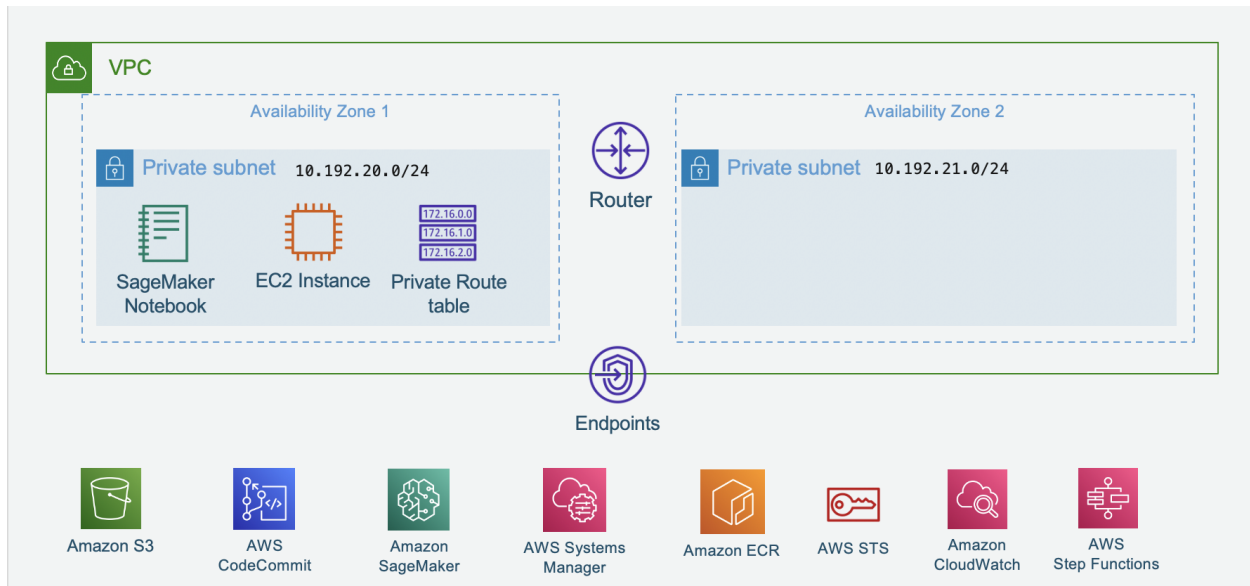 VPC
Availability Zone 1
Availability Zone 2
Private subnet 10.192.20.0/24
Private subnet 10.192.21.0/24
172.16.0.0
172.16.1.0
172.16.2.0
SageMaker
Notebook
EC2 Instance
Private Route
table
Router
Endpoints
Amazon S3
AWS
CodeCommit
Amazon
SageMaker
AWS Systems
Manager
Amazon ECR
AWS STS
Amazon
CloudWatch
AWS
Step Functions